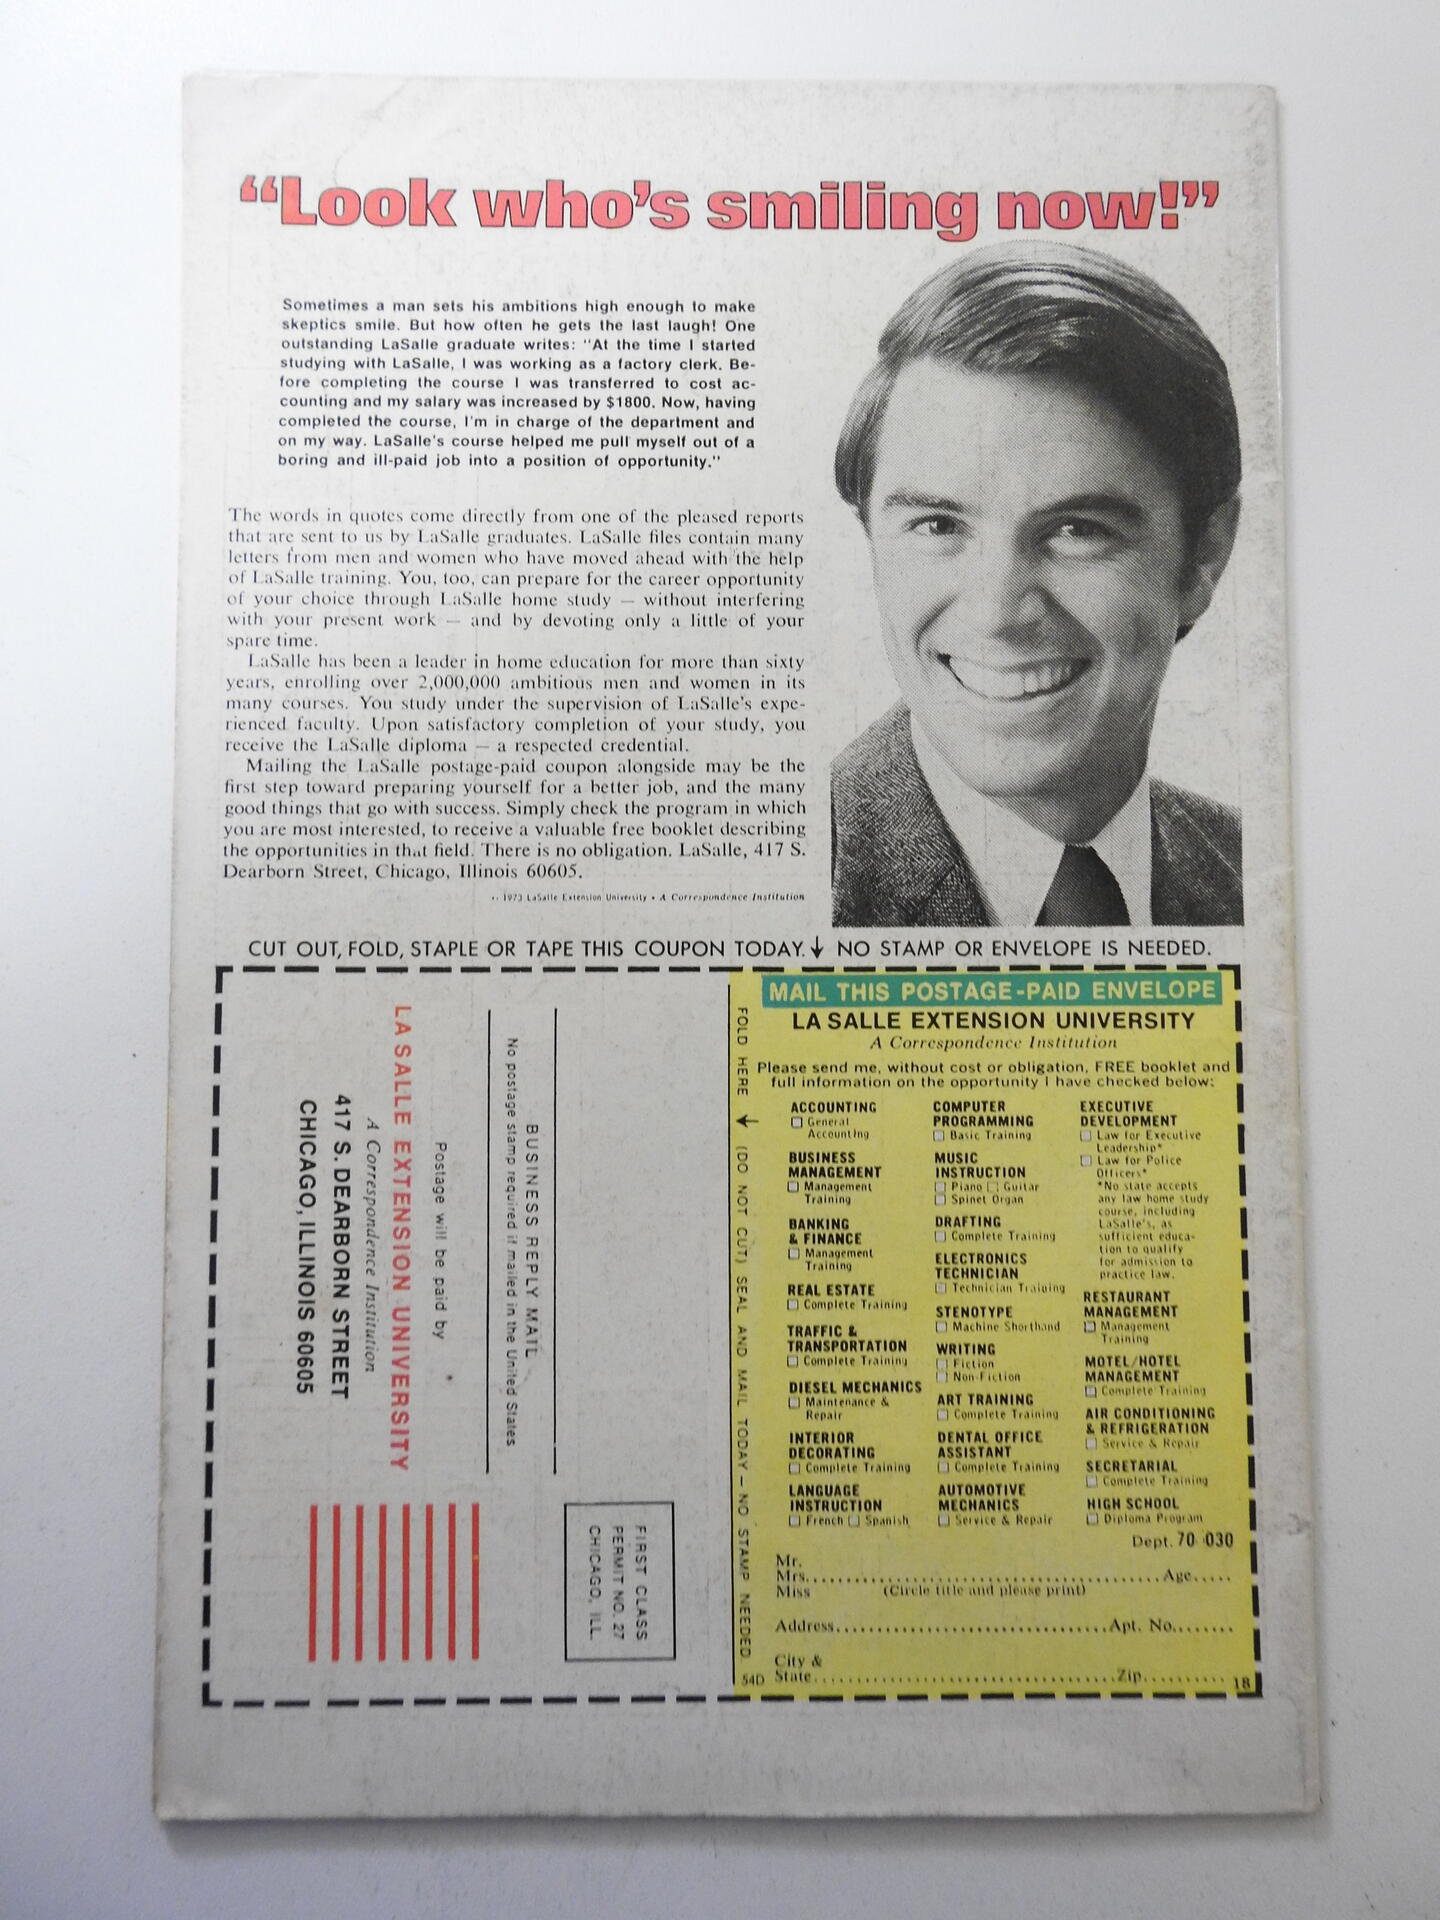 “Look who’s smiling now!”
Sometimes a man sets his ambitions high enough to make
skeptics smile. But how often he gets the last laugh! One
outstanding LaSalle graduate writes: "At the time I started
studying with LaSalle, I was working as a factory clerk. Be-
fore completing the course I was transferred to cost ac-
counting and my salary was increased by $1800. Now, having
completed the course, I'm in charge of the department and
on my way. LaSalle's course helped me pull myself out of a
boring and ill-paid job into a position of opportunity."
The words in quotes come directly from one of the pleased reports
that are sent to us by LaSalle graduates. LaSalle files contain many
letters from men and women who have moved ahead with the help
of LaSalle training. You, too, can prepare for the career opportunity
of your choice through LaSalle home study — without interfering
with your present work — and by devoting only a little of your
spare time.
LaSalle has been a leader in home education for more than sixty
years, enrolling over 2,000,000 ambitious men and women in its
many courses. You study under the supervision of LaSalle's expe-
rienced faculty. Upon satisfactory completion of your study, you
receive the LaSalle diploma — a respected credential.
Mailing the LaSalle postage-paid coupon alongside may be the
first step toward preparing yourself for a better job, and the many
good things that go with success. Simply check the program in which
you are most interested, to receive a valuable free booklet describing
the opportunities in that field. There is no obligation. LaSalle, 417 S.
Dearborn Street, Chicago, Illinois 60605.
1973 LaSalle Extension University • A Correspondence Institution
CUT OUT, FOLD, STAPLE OR TAPE THIS COUPON TODAY. NO STAMP OR ENVELOPE IS NEEDED.
FIRST CLASS
PERMIT NO. 27
CHICAGO, ILL.
BUSINESS REPLY MAIL
No postage stamp required if mailed in the United States
Postage will be paid by
LA SALLE EXTENSION UNIVERSITY
A Correspondence Institution
417 S. DEARBORN STREET
CHICAGO, ILLINOIS 60605
FOLD HERE (DO NOT CUT) SEAL AND MAIL TODAY — NO STAMP NEEDED.
MAIL THIS POSTAGE-PAID ENVELOPE
LA SALLE EXTENSION UNIVERSITY
A Correspondence Institution
Please send me, without cost or obligation, FREE booklet and
full information on the opportunity I have checked below:
ACCOUNTING
General
Accounting
BUSINESS
MANAGEMENT
Management
Training
BANKING
& FINANCE
Management
Training
REAL ESTATE
Complete Training
TRAFFIC &
TRANSPORTATION
Complete Training
DIESEL MECHANICS
Maintenance &
Repair
INTERIOR
DECORATING
Complete Training
LANGUAGE
INSTRUCTION
French Spanish
COMPUTER
PROGRAMMING
Basic Training
MUSIC
INSTRUCTION
Piano Guitar
Spinet Organ
DRAFTING
Complete Training
ELECTRONICS
TECHNICIAN
Technician Training
STENOTYPE
Machine Shorthand
WRITING
Fiction
Non-Fiction
ART TRAINING
Complete Training
DENTAL OFFICE
ASSISTANT
Complete Training
AUTOMOTIVE
MECHANICS
Service & Repair
EXECUTIVE
DEVELOPMENT
Law for Executive
Leadership*
Law for Police
Officers*
*No state accepts
any law home study
course, including
LaSalle's, as
sufficient educa-
tion to qualify
for admission to
practice law.
RESTAURANT
MANAGEMENT
Management
Training
MOTEL/HOTEL
MANAGEMENT
Complete Training
AIR CONDITIONING
& REFRIGERATION
Service & Repair
SECRETARIAL
Complete Training
HIGH SCHOOL
Diploma Program
Dept. 70 030
Mr.
Mrs. Age
Miss (Circle title and please print)
Address Apt. No.
City &
State Zip
54D 18